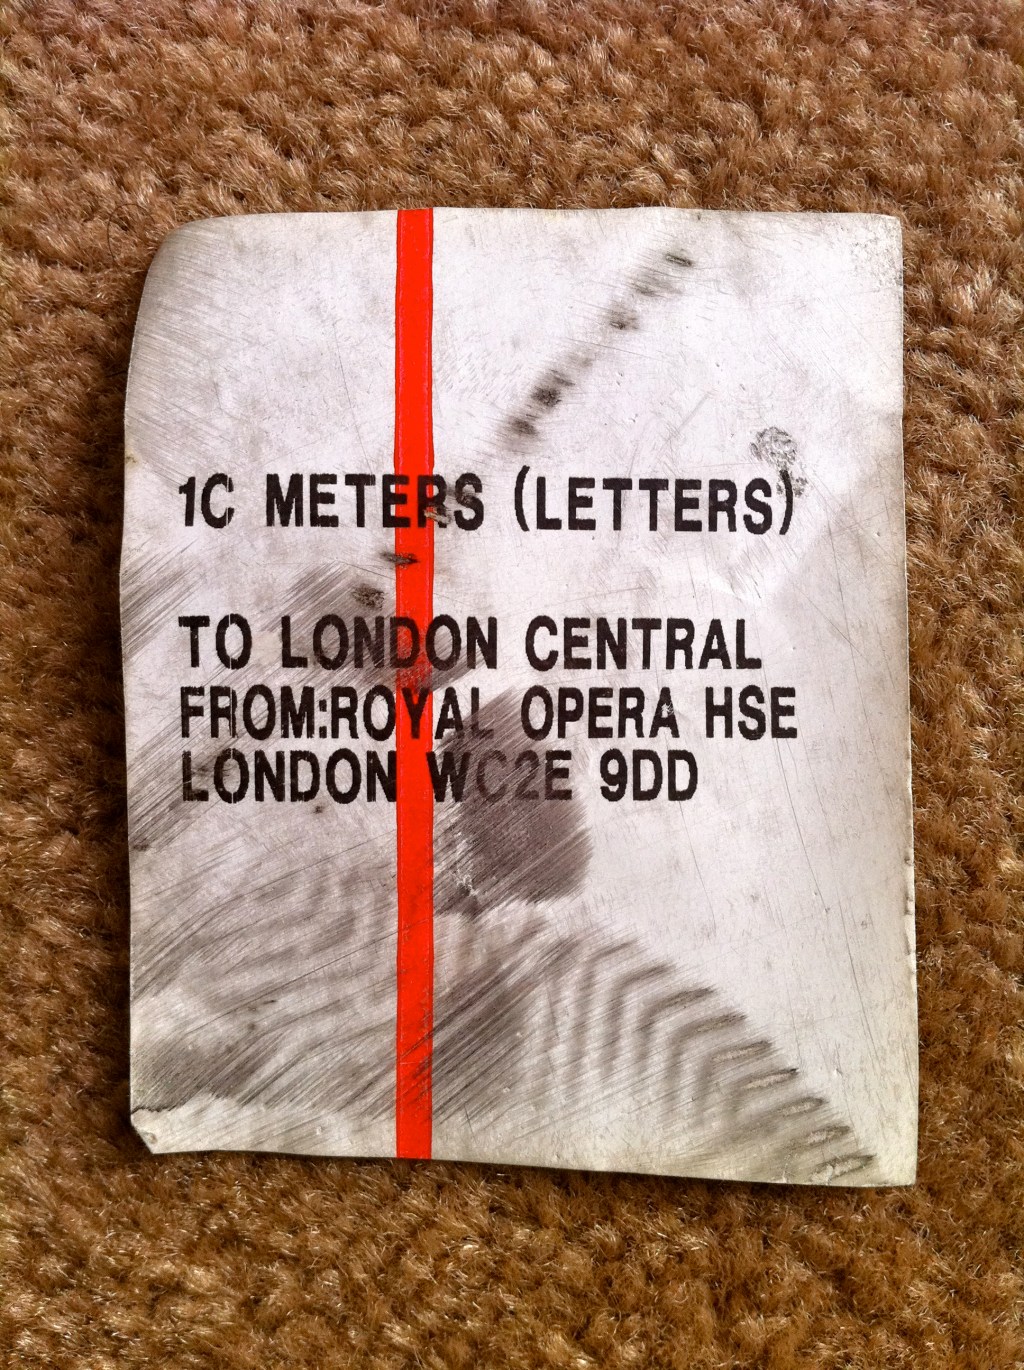 1C METERS (LETTERS)
TO LONDON CENTRAL
FROM:ROYAL OPERA HSE
LONDON WC2E 9DD